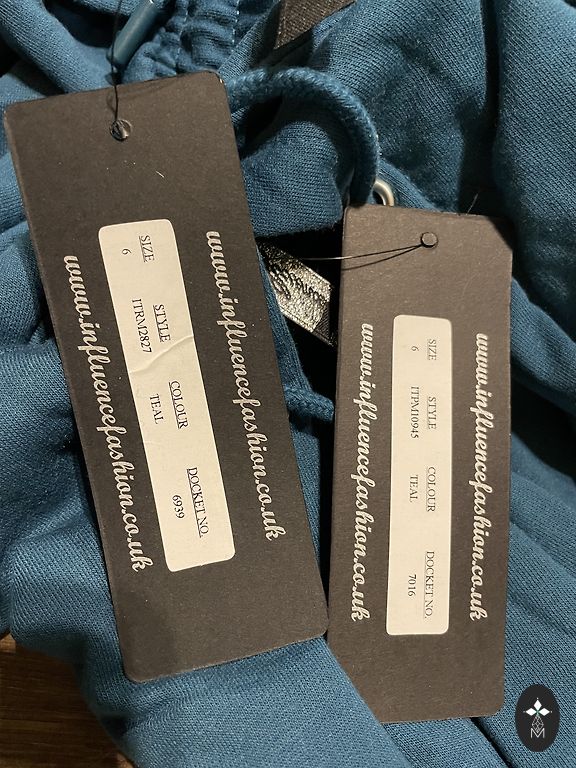 www.influencefashion.co.uk
SIZE STYLE COLOUR DOCKET NO.
6 ITRM2827 TEAL 6939
www.influencefashion.co.uk
www.influencefashion.co.uk
SIZE STYLE COLOUR DOCKET NO.
6 ITPM10945 TEAL 7016
www.influencefashion.co.uk